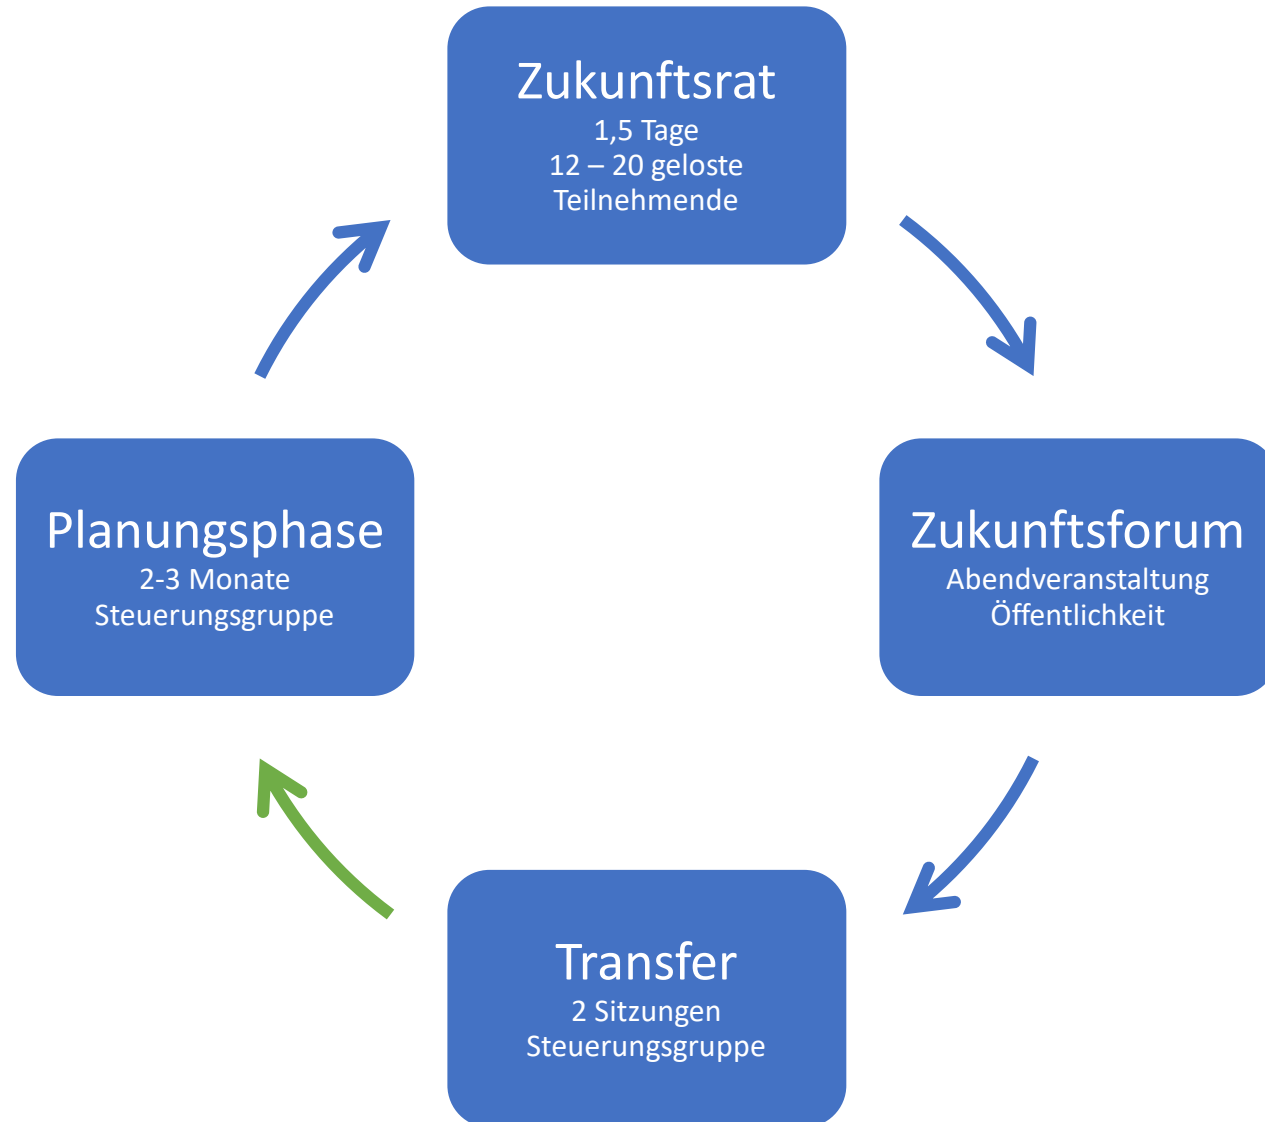 Zukunftsrat
1,5 Tage
12 – 20 geloste
Teilnehmende
Planungsphase
2-3 Monate
Steuerungsgruppe
Zukunftsforum
Abendveranstaltung
Öffentlichkeit
Transfer
2 Sitzungen
Steuerungsgruppe